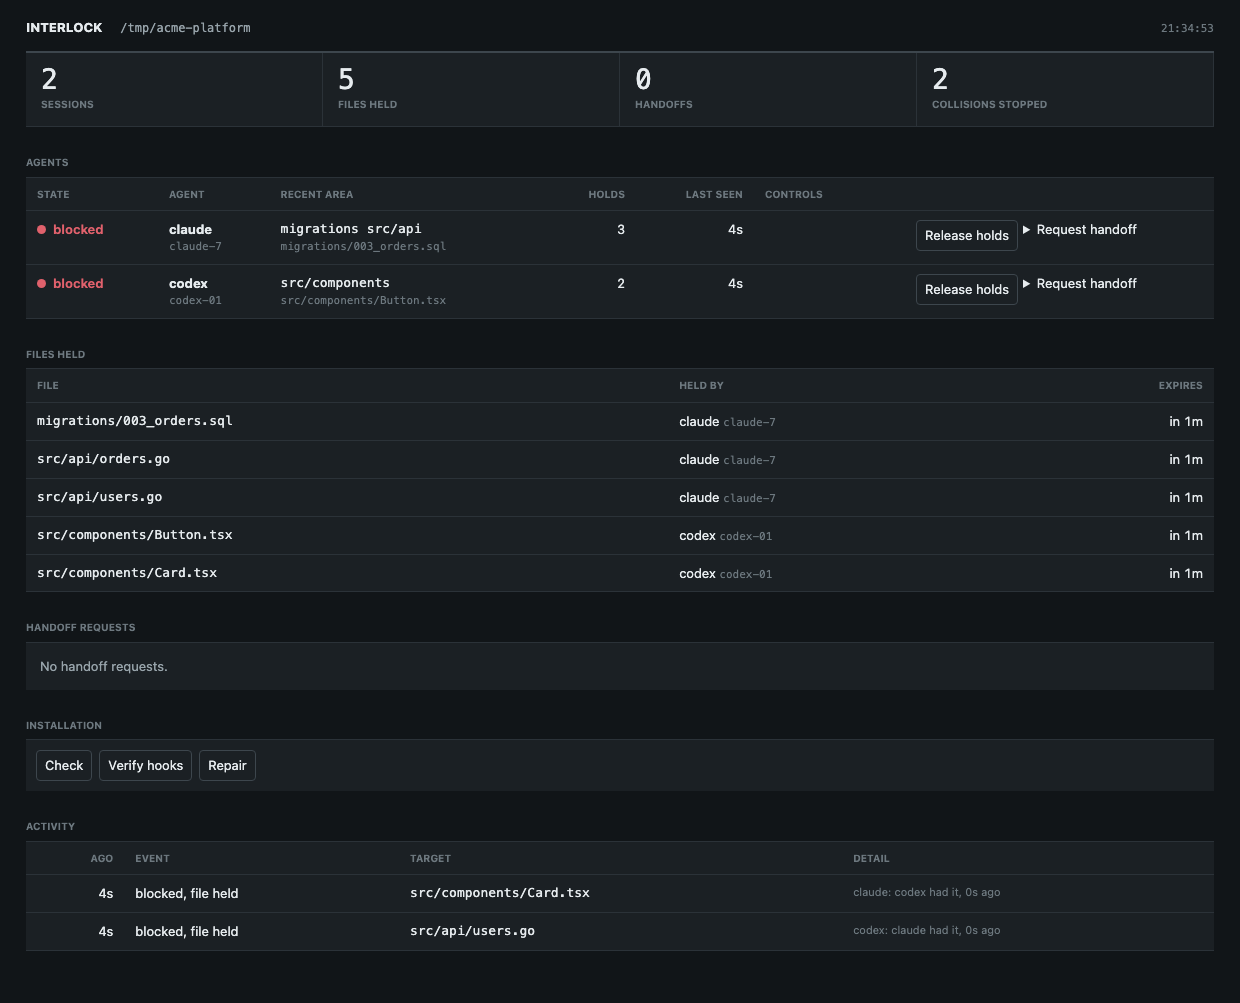 INTERLOCK /tmp/acme-platform 21:34:53
2 5 0 2
SESSIONS FILES HELD HANDOFFS COLLISIONS STOPPED
AGENTS
STATE AGENT RECENT AREA HOLDS LAST SEEN CONTROLS
blocked claude migrations src/api 3 4s Release holds Request handoff
claude-7 migrations/003_orders.sql
blocked codex src/components 2 4s Release holds Request handoff
codex-01 src/components/Button.tsx
FILES HELD
FILE HELD BY EXPIRES
migrations/003_orders.sql claude claude-7 in 1m
src/api/orders.go claude claude-7 in 1m
src/api/users.go claude claude-7 in 1m
src/components/Button.tsx codex codex-01 in 1m
src/components/Card.tsx codex codex-01 in 1m
HANDOFF REQUESTS
No handoff requests.
INSTALLATION
Check Verify hooks Repair
ACTIVITY
AGO EVENT TARGET DETAIL
4s blocked, file held src/components/Card.tsx claude: codex had it, 0s ago
4s blocked, file held src/api/users.go codex: claude had it, 0s ago